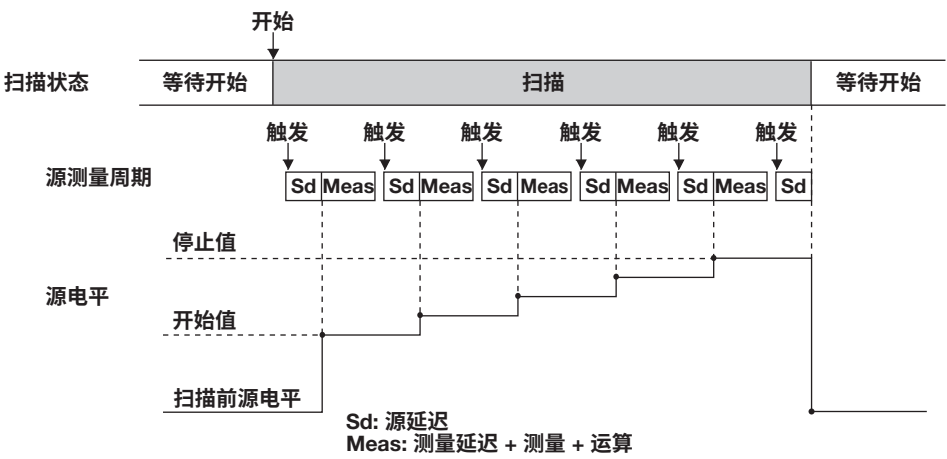 开始
扫描状态 等待开始 扫描 等待开始
触发 触发 触发 触发 触发 触发
源测量周期 Sd Meas Sd Meas Sd Meas Sd Meas Sd Meas Sd
停止值
源电平
开始值
扫描前源电平
Sd: 源延迟
Meas: 测量延迟 + 测量 + 运算